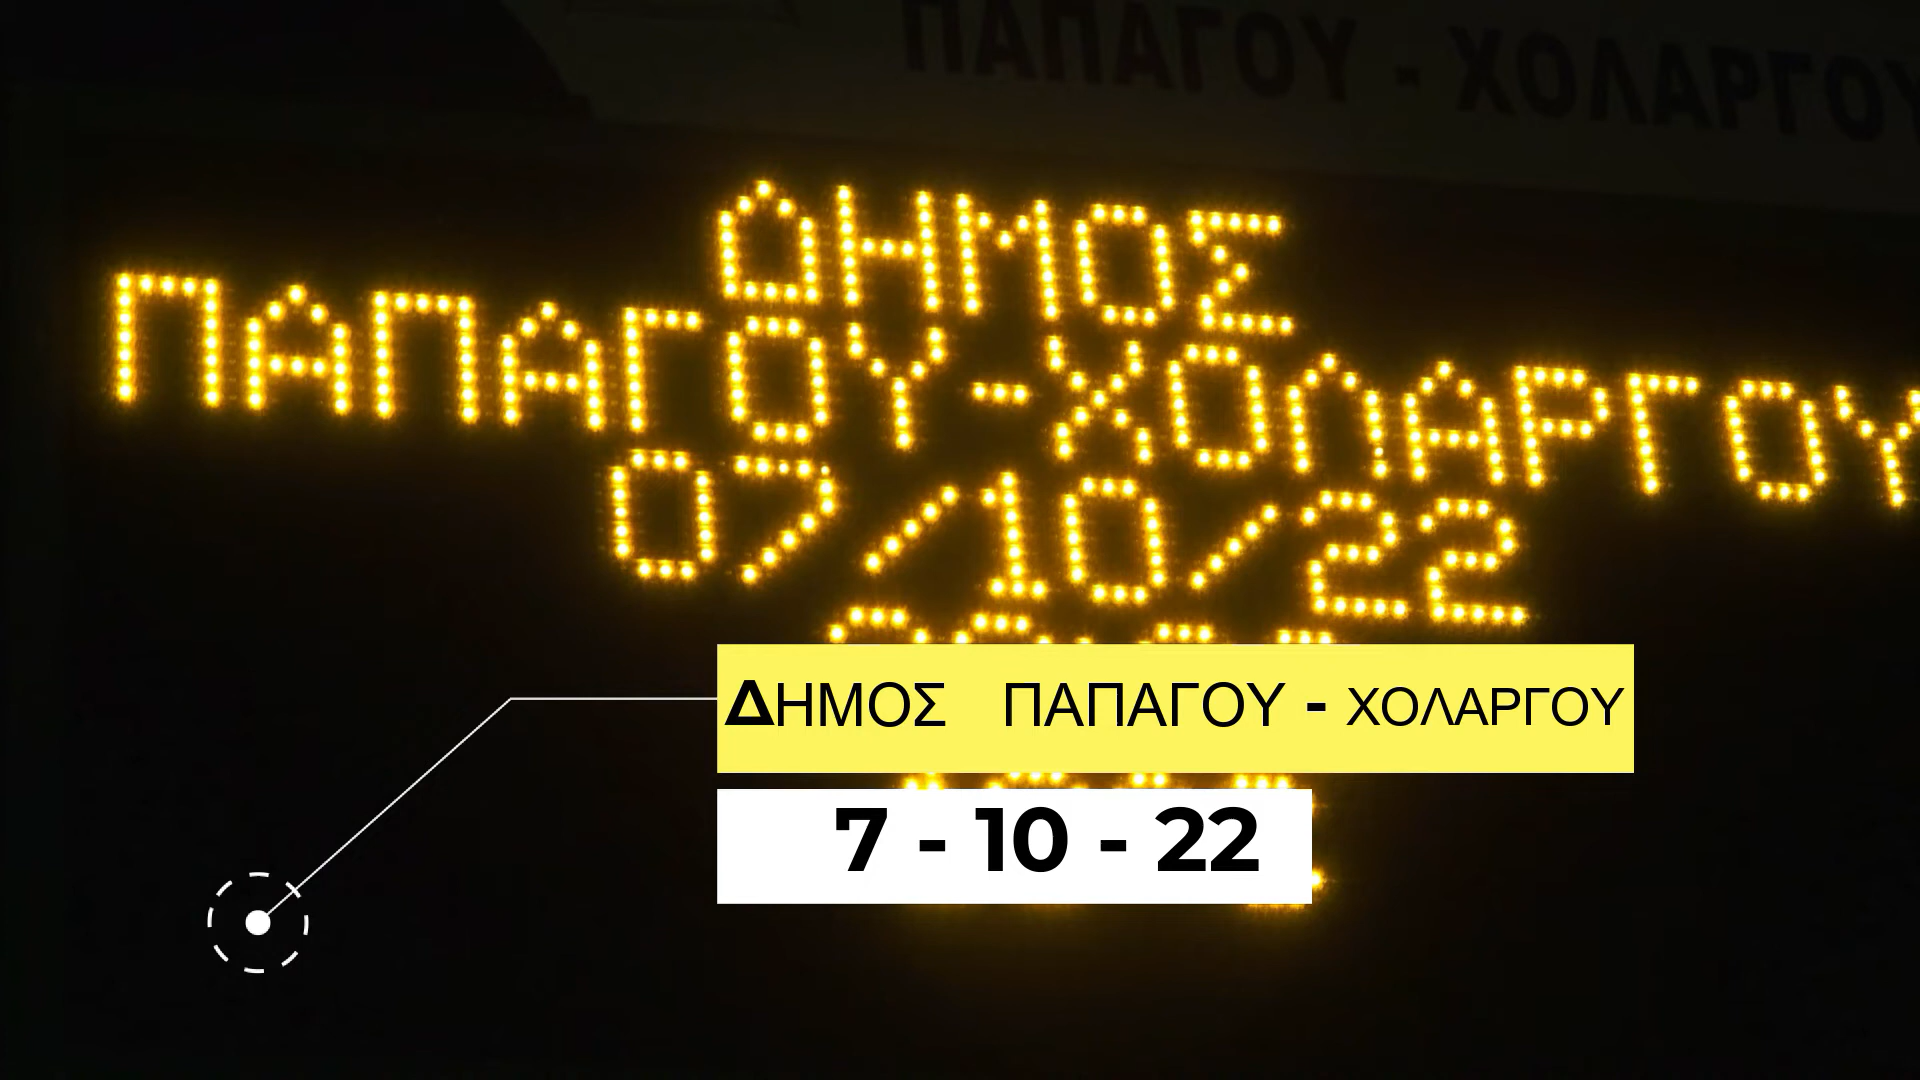 ΠΑΠΑΓΟΥ - ΧΟΛΑΡΓΟΥ
ΔΗΜΟΣ
ΠΑΠΑΓΟΥ-ΧΟΛΑΡΓΟΥ
07/10/22
ΔΗΜΟΣ ΠΑΠΑΓΟΥ - ΧΟΛΑΡΓΟΥ
7 - 10 - 22